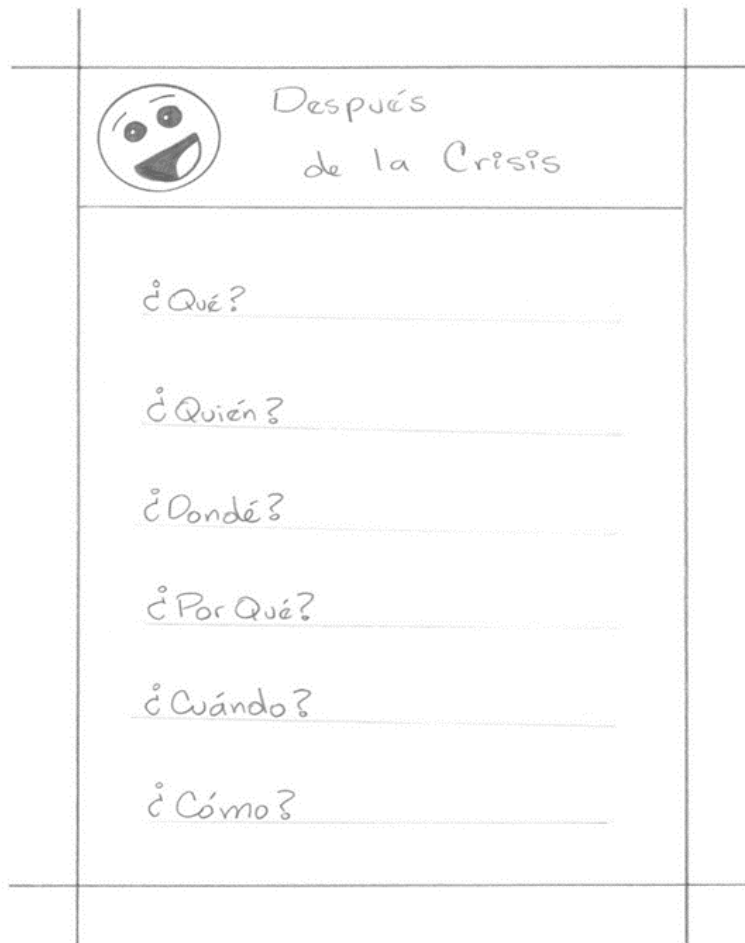 Después
de la Crisis
¿Qué?
¿Quién?
¿Dondé?
¿Por Qué?
¿Cuándo?
¿Cómo?